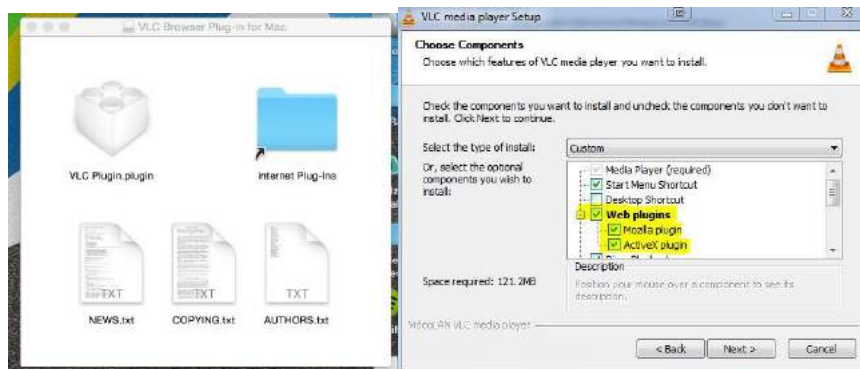 VLC Browser Plug-in for Mac
VLC Plugin.plugin
Internet Plug-Ins
TXT
TXT
TXT
NEWS.txt
COPYING.txt
AUTHORS.txt
VLC media player Setup
Choose Components
Choose which features of VLC media player you want to install.
Check the components you want to install and uncheck the components you don't want to
install. Click Next to continue.
Select the type of install:
Custom
Or, select the optional
components you wish to
install:
Media Player (required)
Start Menu Shortcut
Desktop Shortcut
Web plugins
Mozilla plugin
ActiveX plugin
Space required: 121.2MB
Description
Position your mouse over a component to see its
description.
VideoLAN VLC media player
< Back
Next >
Cancel